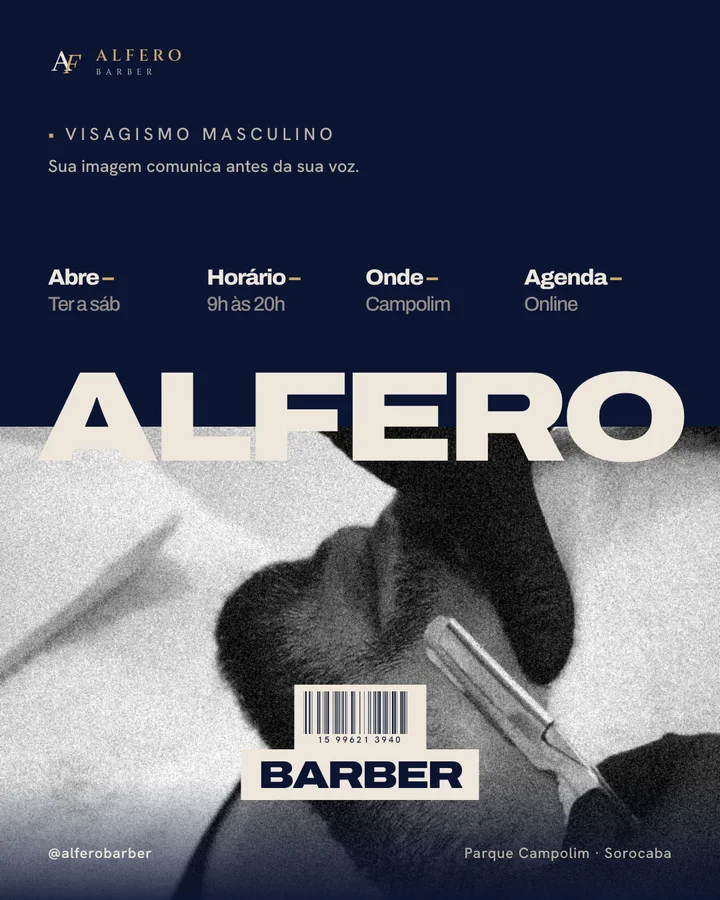 AF ALFERO
BARBER
VISAGISMO MASCULINO
Sua imagem comunica antes da sua voz.
Abre– Horário– Onde– Agenda–
Ter a sáb 9h às 20h Campolim Online
ALFERO
15 99621 3940
BARBER
@alferobarber Parque Campolim · Sorocaba